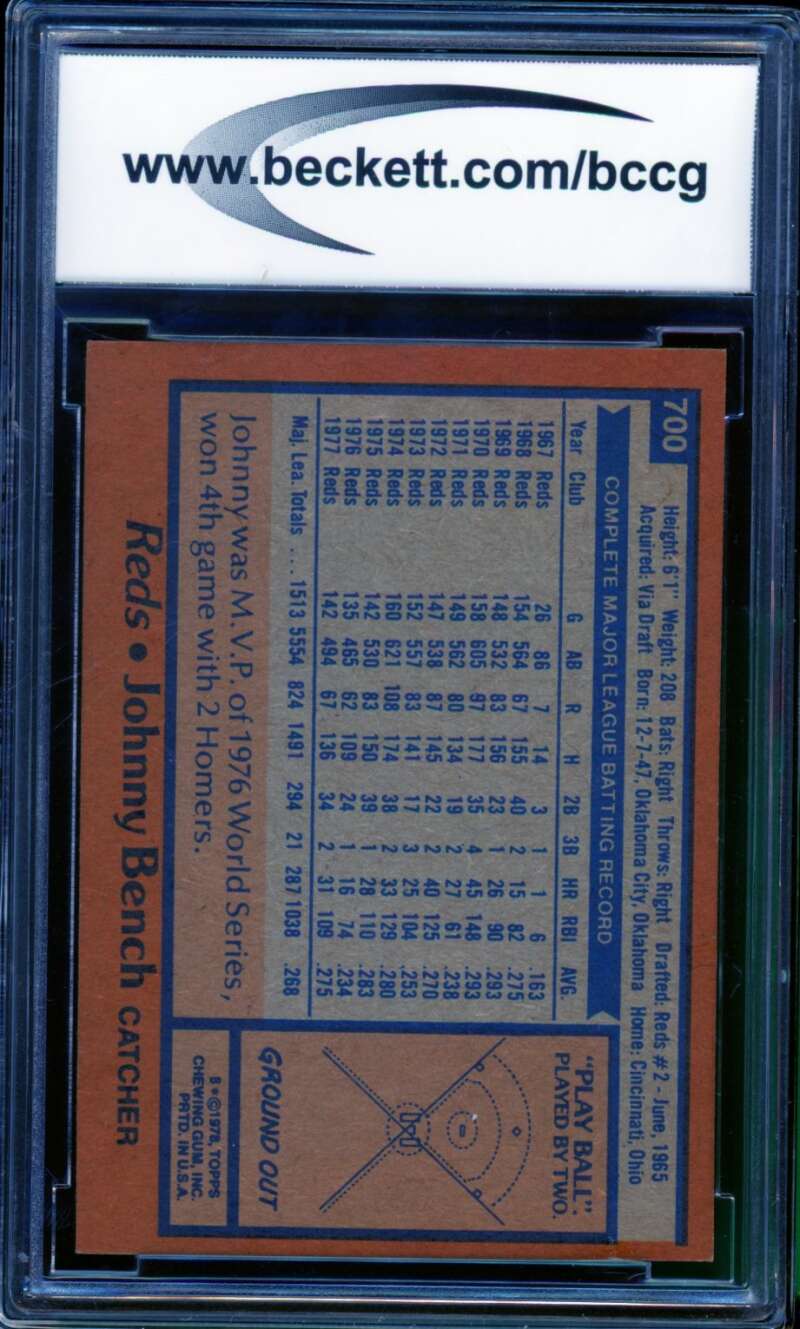 www.beckett.com/bccg
700
Height: 6'1" Weight: 208 Bats: Right Throws: Right Drafted: Reds #2 - June, 1965
Acquired: Via Draft Born: 12-7-47, Oklahoma City, Oklahoma Home: Cincinnati, Ohio
COMPLETE MAJOR LEAGUE BATTING RECORD
Year Club G AB R H 2B 3B HR RBI AVG
1967 Reds 26 86 7 14 3 1 1 6 .163
1968 Reds 154 564 67 155 40 2 15 82 .275
1969 Reds 148 532 83 156 23 1 26 90 .293
1970 Reds 158 605 97 177 35 4 45 148 .293
1971 Reds 149 562 80 134 19 2 27 61 .238
1972 Reds 147 538 87 145 22 2 40 125 .270
1973 Reds 152 557 83 141 17 3 25 104 .253
1974 Reds 160 621 108 174 38 2 33 129 .280
1975 Reds 142 530 83 150 39 1 28 110 .283
1976 Reds 135 465 62 109 24 1 16 74 .234
1977 Reds 142 494 67 136 34 2 31 109 .275
Maj. Lea. Totals .... 1513 5554 824 1491 294 21 287 1038 .268
Johnny was M.V.P. of 1976 World Series,
won 4th game with 2 Homers.
"PLAY BALL".
PLAYED BY TWO.
GROUND OUT
B•©1978, TOPPS
CHEWING GUM, INC.
PRTD. IN U.S.A.
Reds • Johnny Bench CATCHER